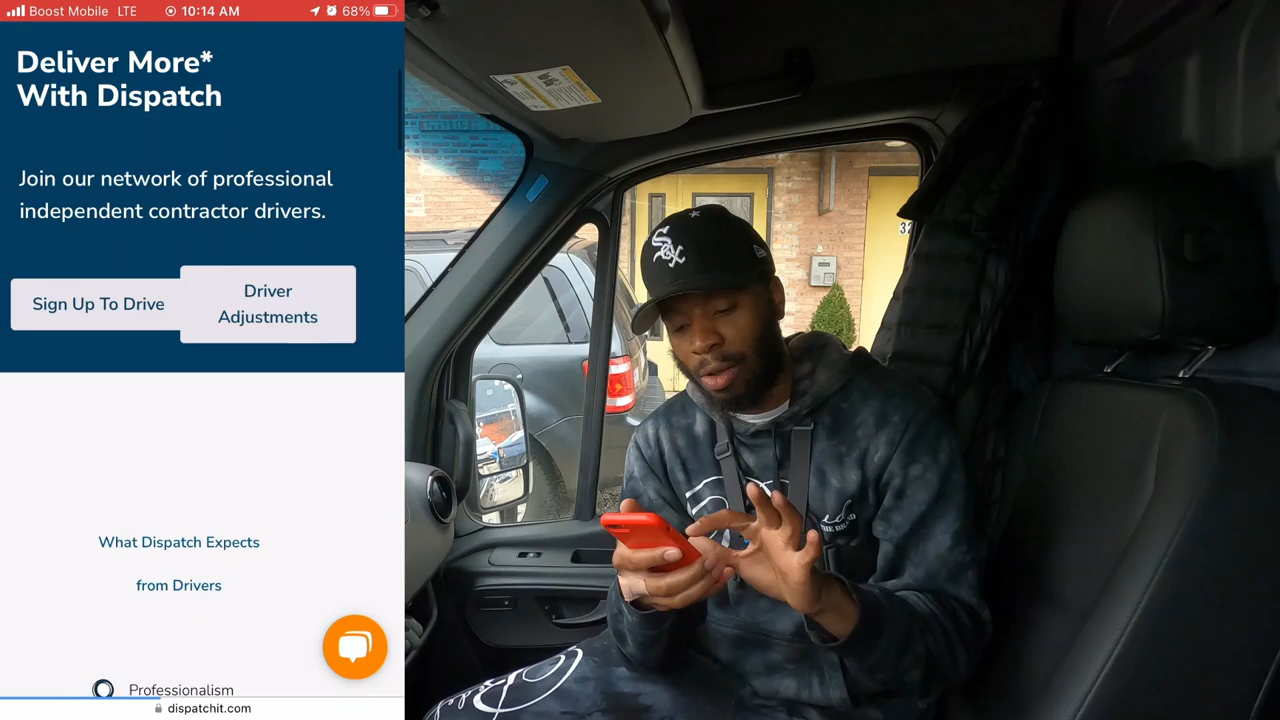 Boost Mobile LTE 10:14 AM 68%
Deliver More*
With Dispatch
Join our network of professional
independent contractor drivers.
Sign Up To Drive
Driver
Adjustments
What Dispatch Expects
from Drivers
Professionalism
dispatchit.com
Sox
32